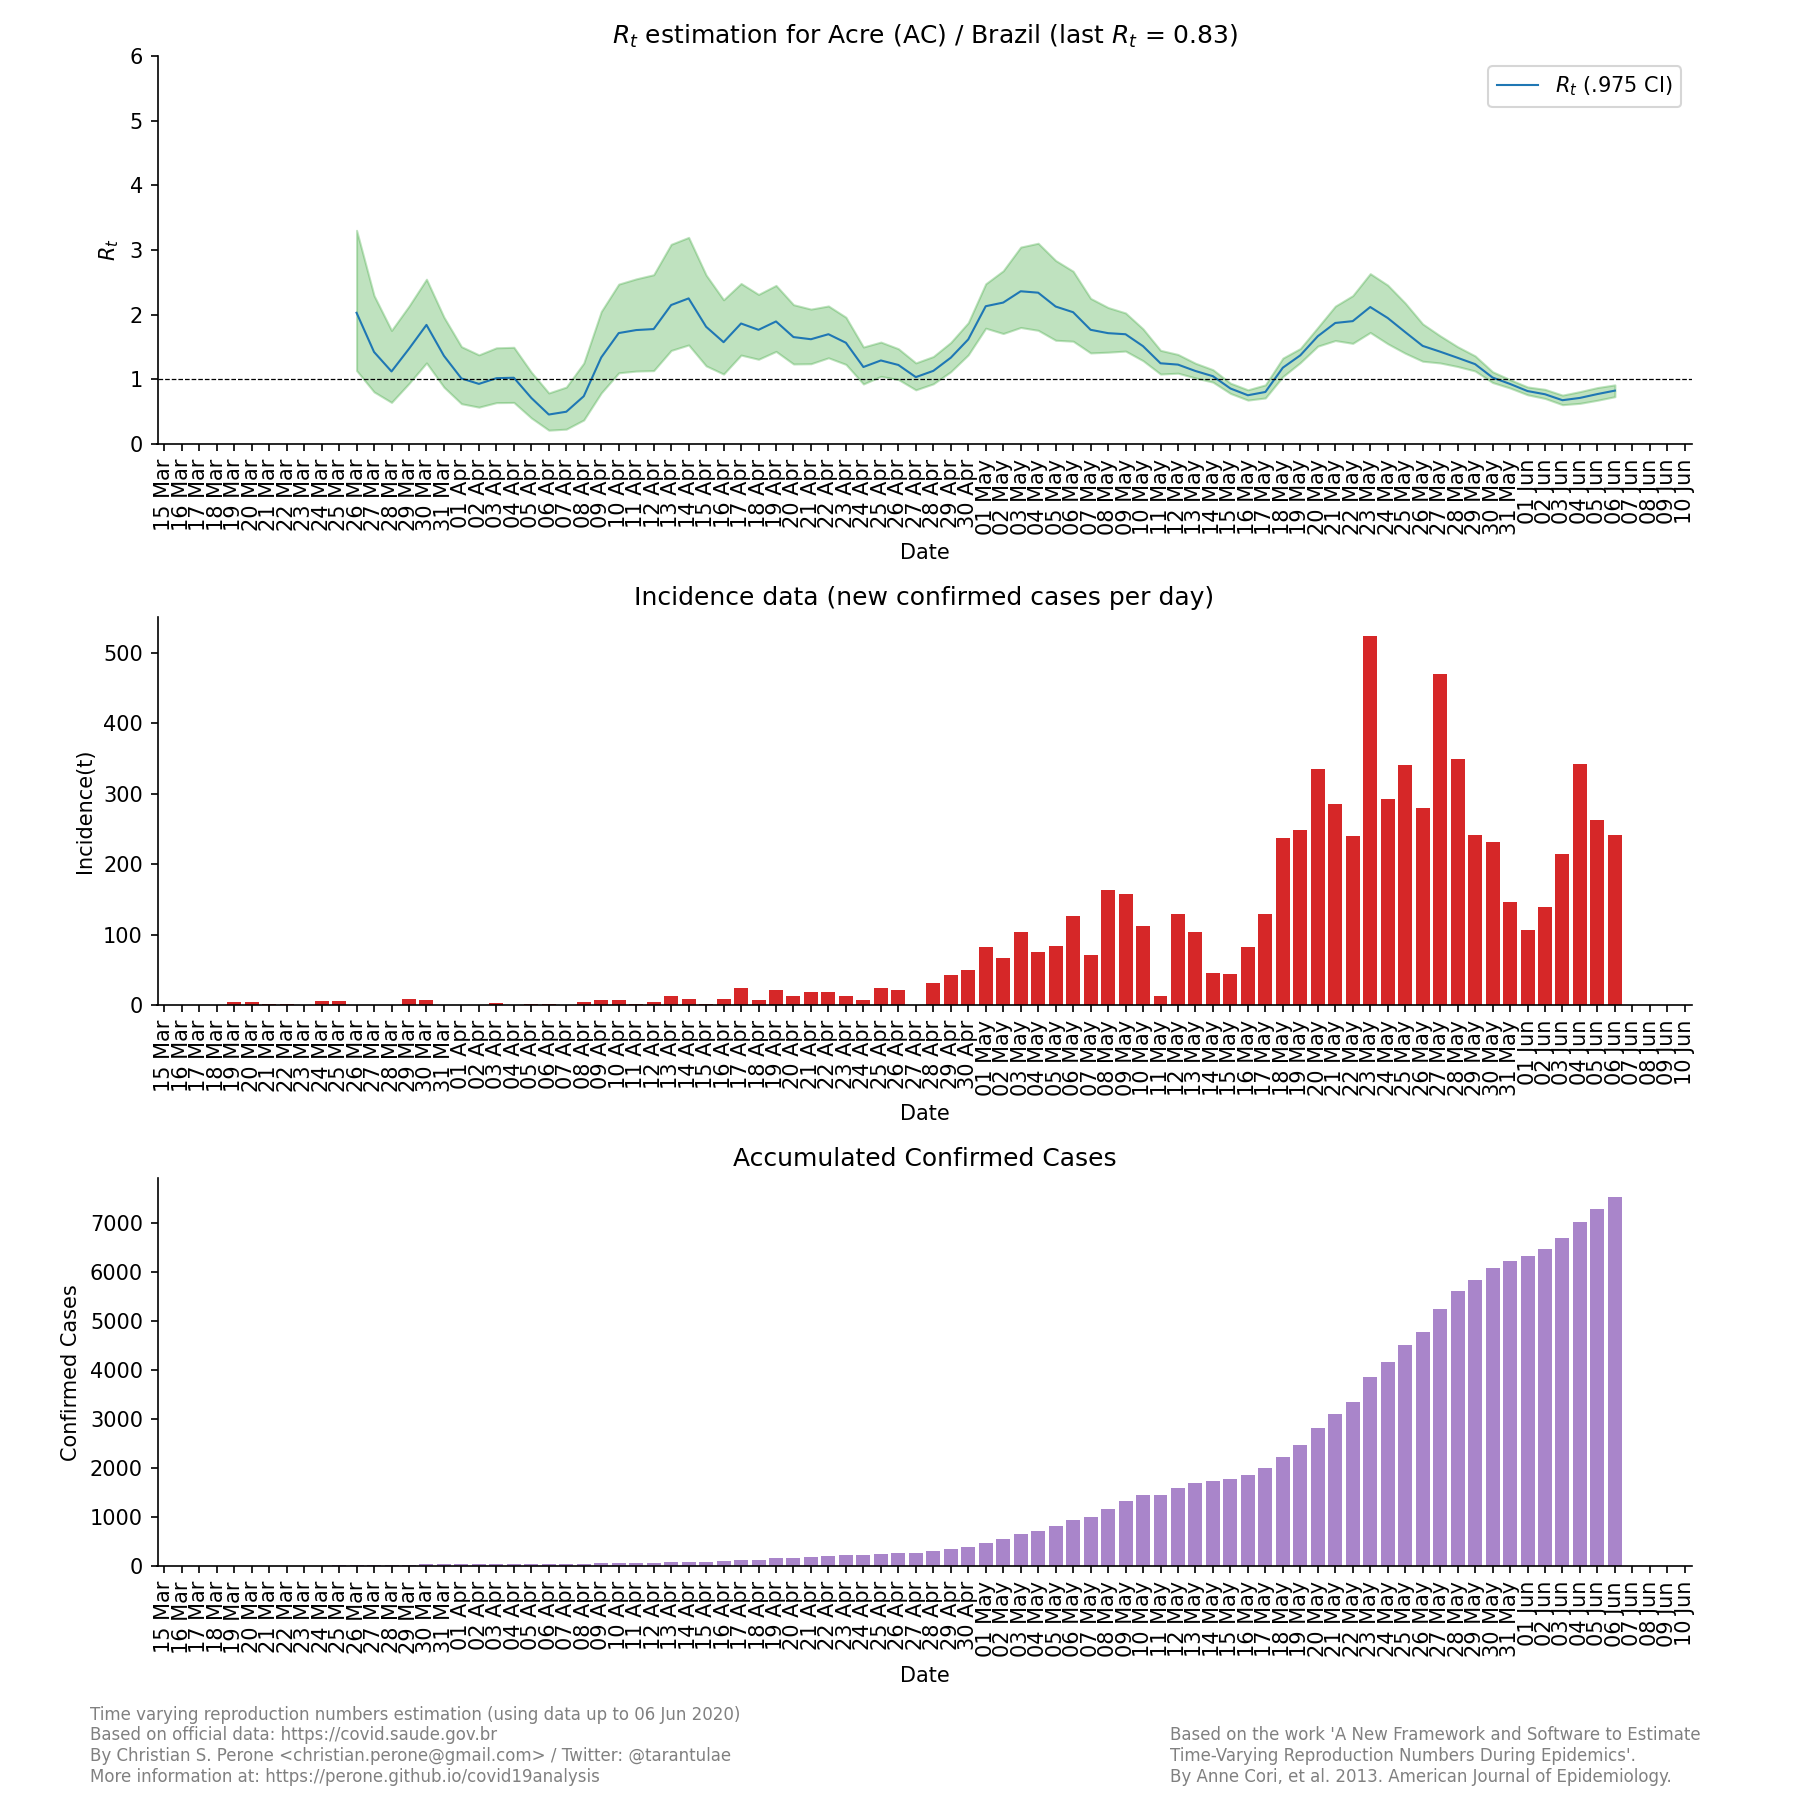 R_t estimation for Acre (AC) / Brazil (last R_t = 0.83)
R_t (.975 CI)
R_t
6
5
4
3
2
1
0
15 Mar 16 Mar 17 Mar 18 Mar 19 Mar 20 Mar 21 Mar 22 Mar 23 Mar 24 Mar 25 Mar 26 Mar 27 Mar 28 Mar 29 Mar 30 Mar 31 Mar 01 Apr 02 Apr 03 Apr 04 Apr 05 Apr 06 Apr 07 Apr 08 Apr 09 Apr 10 Apr 11 Apr 12 Apr 13 Apr 14 Apr 15 Apr 16 Apr 17 Apr 18 Apr 19 Apr 20 Apr 21 Apr 22 Apr 23 Apr 24 Apr 25 Apr 26 Apr 27 Apr 28 Apr 29 Apr 30 Apr 01 May 02 May 03 May 04 May 05 May 06 May 07 May 08 May 09 May 10 May 11 May 12 May 13 May 14 May 15 May 16 May 17 May 18 May 19 May 20 May 21 May 22 May 23 May 24 May 25 May 26 May 27 May 28 May 29 May 30 May 31 May 01 Jun 02 Jun 03 Jun 04 Jun 05 Jun 06 Jun 07 Jun 08 Jun 09 Jun 10 Jun
Date
Incidence data (new confirmed cases per day)
Incidence(t)
500
400
300
200
100
0
15 Mar 16 Mar 17 Mar 18 Mar 19 Mar 20 Mar 21 Mar 22 Mar 23 Mar 24 Mar 25 Mar 26 Mar 27 Mar 28 Mar 29 Mar 30 Mar 31 Mar 01 Apr 02 Apr 03 Apr 04 Apr 05 Apr 06 Apr 07 Apr 08 Apr 09 Apr 10 Apr 11 Apr 12 Apr 13 Apr 14 Apr 15 Apr 16 Apr 17 Apr 18 Apr 19 Apr 20 Apr 21 Apr 22 Apr 23 Apr 24 Apr 25 Apr 26 Apr 27 Apr 28 Apr 29 Apr 30 Apr 01 May 02 May 03 May 04 May 05 May 06 May 07 May 08 May 09 May 10 May 11 May 12 May 13 May 14 May 15 May 16 May 17 May 18 May 19 May 20 May 21 May 22 May 23 May 24 May 25 May 26 May 27 May 28 May 29 May 30 May 31 May 01 Jun 02 Jun 03 Jun 04 Jun 05 Jun 06 Jun 07 Jun 08 Jun 09 Jun 10 Jun
Date
Accumulated Confirmed Cases
Confirmed Cases
7000
6000
5000
4000
3000
2000
1000
0
15 Mar 16 Mar 17 Mar 18 Mar 19 Mar 20 Mar 21 Mar 22 Mar 23 Mar 24 Mar 25 Mar 26 Mar 27 Mar 28 Mar 29 Mar 30 Mar 31 Mar 01 Apr 02 Apr 03 Apr 04 Apr 05 Apr 06 Apr 07 Apr 08 Apr 09 Apr 10 Apr 11 Apr 12 Apr 13 Apr 14 Apr 15 Apr 16 Apr 17 Apr 18 Apr 19 Apr 20 Apr 21 Apr 22 Apr 23 Apr 24 Apr 25 Apr 26 Apr 27 Apr 28 Apr 29 Apr 30 Apr 01 May 02 May 03 May 04 May 05 May 06 May 07 May 08 May 09 May 10 May 11 May 12 May 13 May 14 May 15 May 16 May 17 May 18 May 19 May 20 May 21 May 22 May 23 May 24 May 25 May 26 May 27 May 28 May 29 May 30 May 31 May 01 Jun 02 Jun 03 Jun 04 Jun 05 Jun 06 Jun 07 Jun 08 Jun 09 Jun 10 Jun
Date
Time varying reproduction numbers estimation (using data up to 06 Jun 2020)
Based on official data: https://covid.saude.gov.br
By Christian S. Perone <christian.perone@gmail.com> / Twitter: @tarantulae
More information at: https://perone.github.io/covid19analysis
Based on the work 'A New Framework and Software to Estimate
Time-Varying Reproduction Numbers During Epidemics'.
By Anne Cori, et al. 2013. American Journal of Epidemiology.